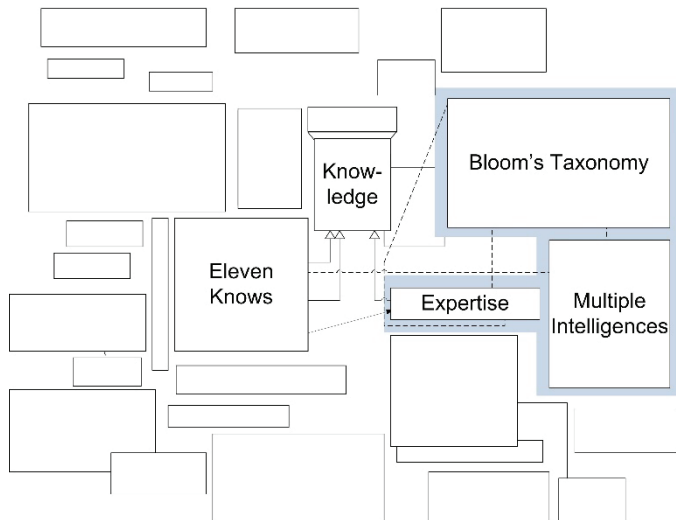 Bloom's Taxonomy
Know-
ledge
Eleven
Knows
Expertise
Multiple
Intelligences